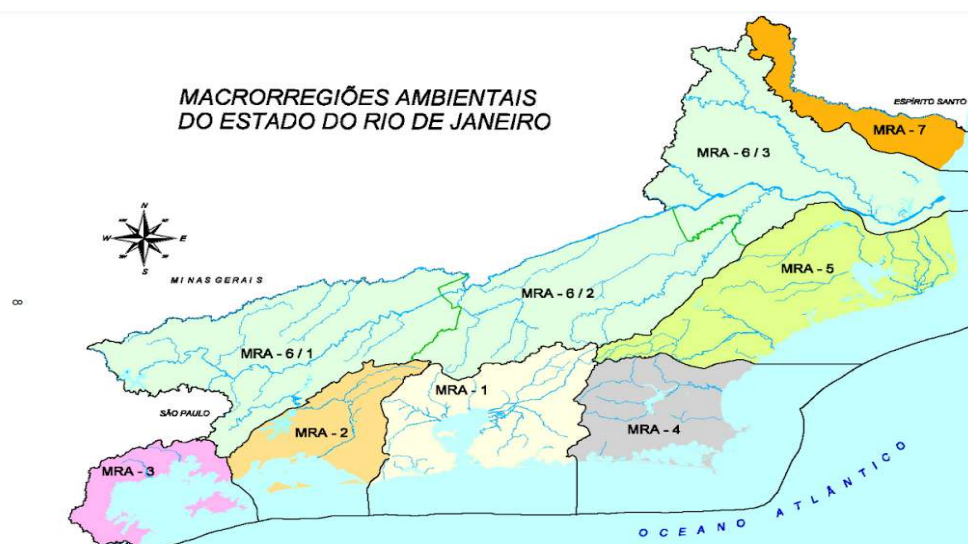 MACRORREGIÕES AMBIENTAIS
DO ESTADO DO RIO DE JANEIRO
ESPÍRITO SANTO
MRA - 7
MRA - 6 / 3
N
W
E
S
MINAS GERAIS
MRA - 5
8
MRA - 6 / 2
MRA - 6 / 1
MRA - 1
SÃO PAULO
MRA - 2
MRA - 4
MRA - 3
OCEANO ATLÂNTICO